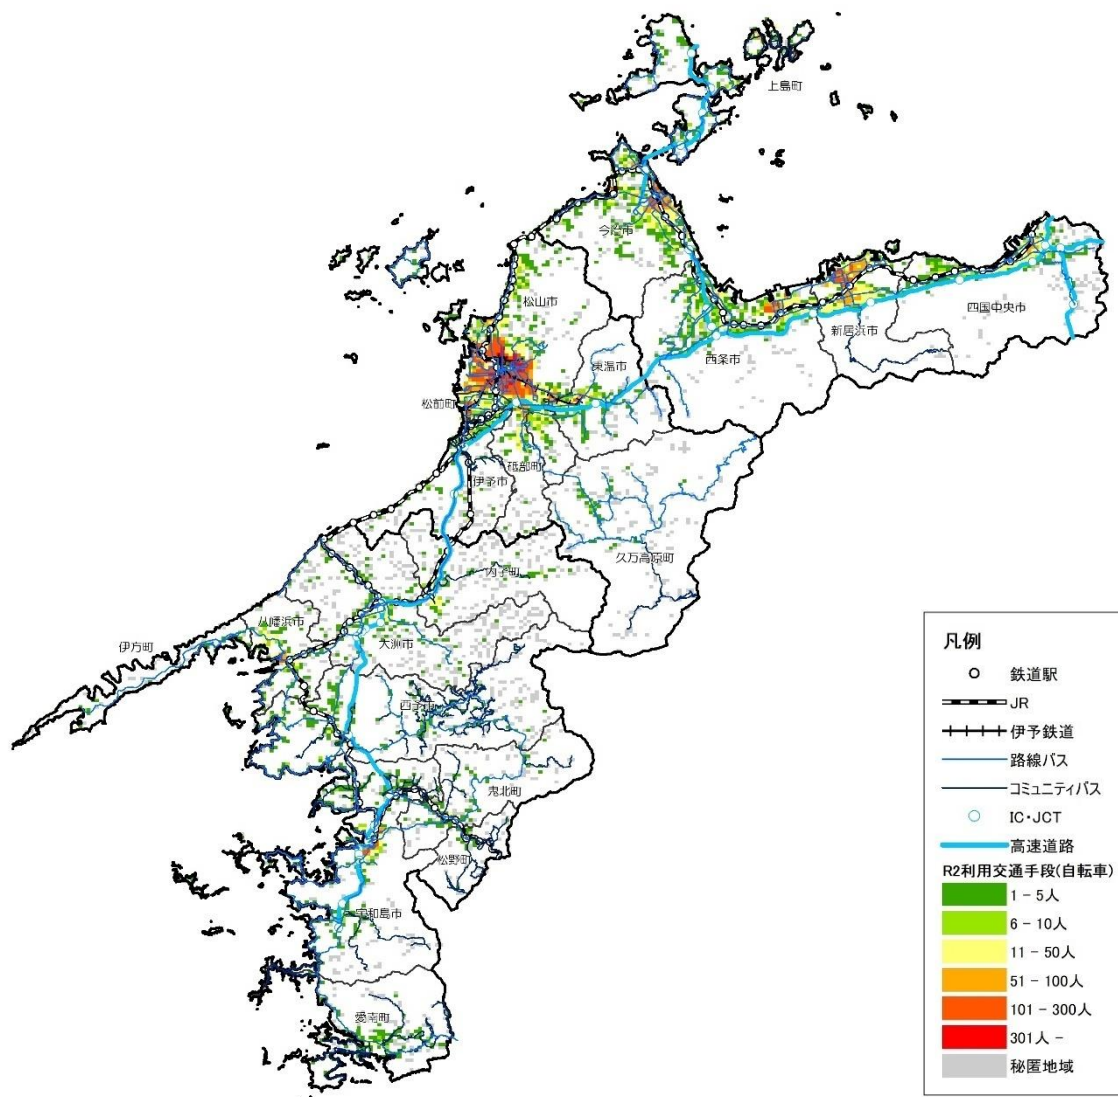 上島町
今治市
松山市
四国中央市
新居浜市
西条市
東温市
松前町
砥部町
伊予市
久万高原町
内子町
八幡浜市
伊方町
大洲市
西予市
鬼北町
松野町
宇和島市
愛南町
凡例
鉄道駅
JR
伊予鉄道
路線バス
コミュニティバス
IC・JCT
高速道路
R2利用交通手段(自転車)
1 - 5人
6 - 10人
11 - 50人
51 - 100人
101 - 300人
301人 -
秘匿地域